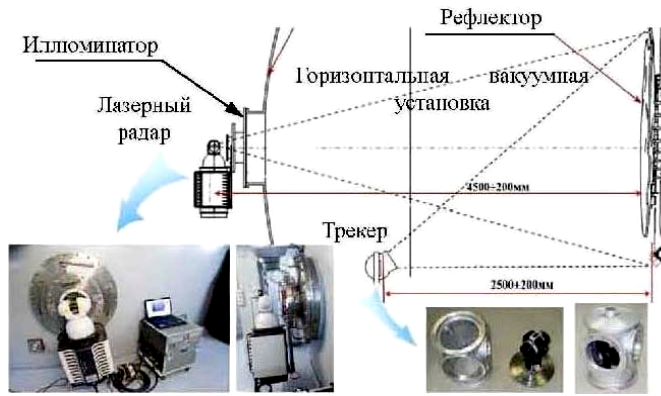 Рефлектор
Иллюминатор
Горизонтальная вакуумная
установка
Лазерный
радар
4500÷200мм
Трекер
2500±200мм